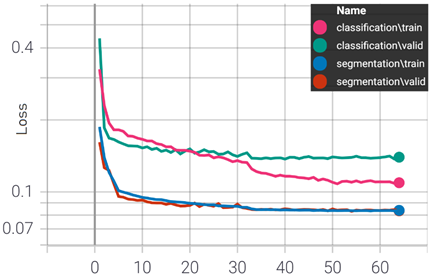 Name
classification\train
classification\valid
segmentation\train
segmentation\valid
Loss
0.4
0.1
0.07
0 10 20 30 40 50 60